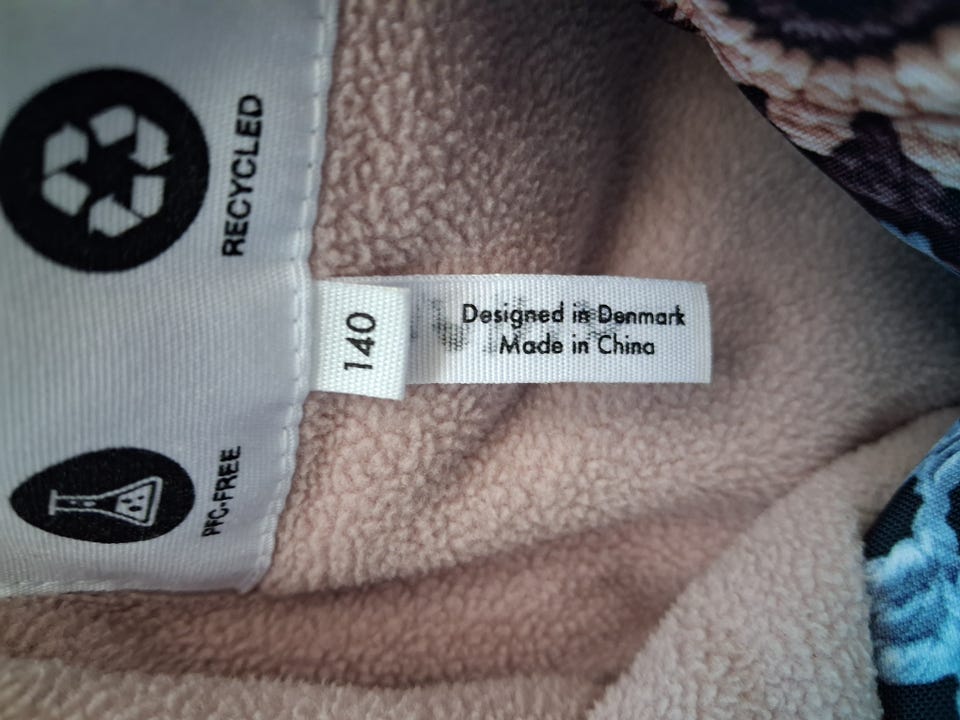 RECYCLED
PFC-FREE
140
Designed in Denmark
Made in China